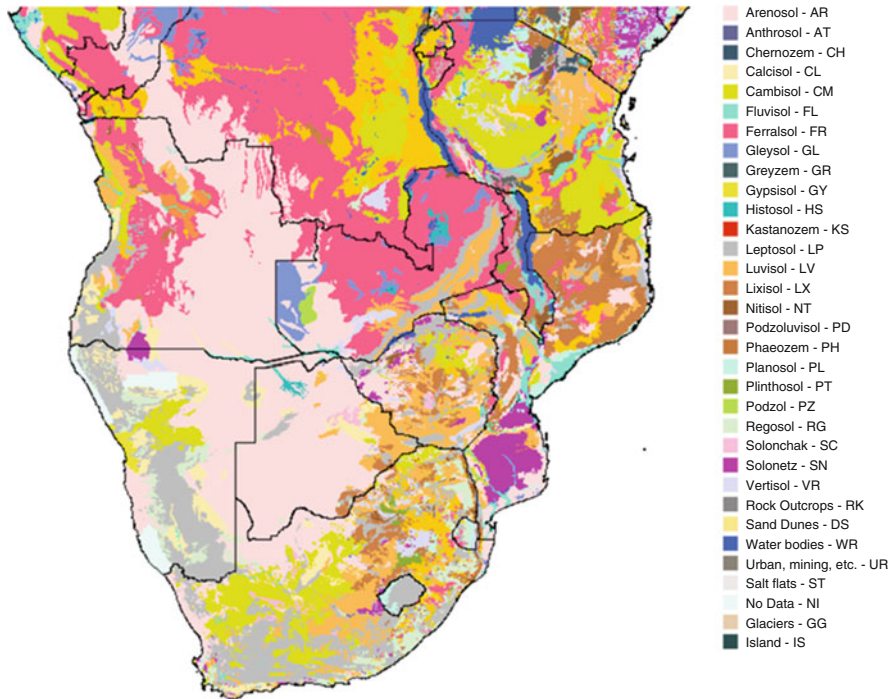 Arenosol - AR
Anthrosol - AT
Chernozem - CH
Calcisol - CL
Cambisol - CM
Fluvisol - FL
Ferralsol - FR
Gleysol - GL
Greyzem - GR
Gypsisol - GY
Histosol - HS
Kastanozem - KS
Leptosol - LP
Luvisol - LV
Lixisol - LX
Nitisol - NT
Podzoluvisol - PD
Phaeozem - PH
Planosol - PL
Plinthosol - PT
Podzol - PZ
Regosol - RG
Solonchak - SC
Solonetz - SN
Vertisol - VR
Rock Outcrops - RK
Sand Dunes - DS
Water bodies - WR
Urban, mining, etc. - UR
Salt flats - ST
No Data - NI
Glaciers - GG
Island - IS